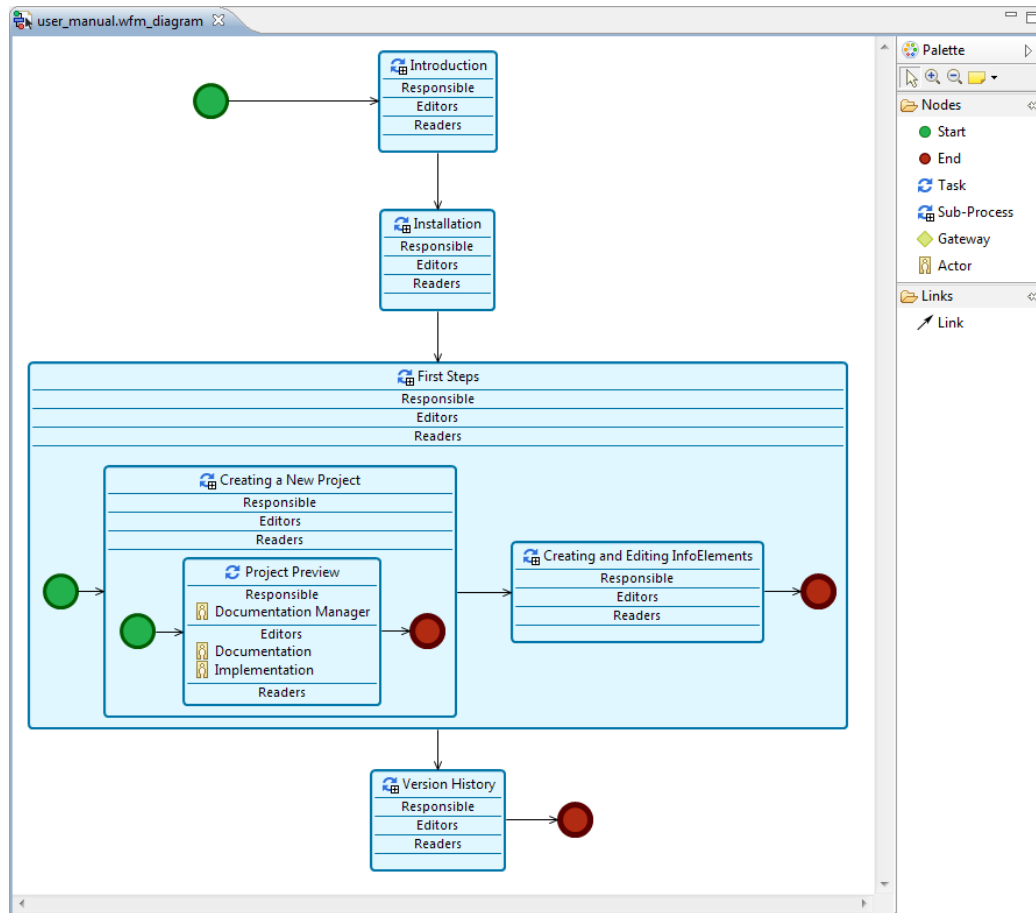 user_manual.wfm_diagram
Introduction
Responsible
Editors
Readers
Installation
Responsible
Editors
Readers
First Steps
Responsible
Editors
Readers
Creating a New Project
Responsible
Editors
Readers
Project Preview
Responsible
Documentation Manager
Editors
Documentation
Implementation
Readers
Creating and Editing InfoElements
Responsible
Editors
Readers
Version History
Responsible
Editors
Readers
Palette
Nodes
Start
End
Task
Sub-Process
Gateway
Actor
Links
Link